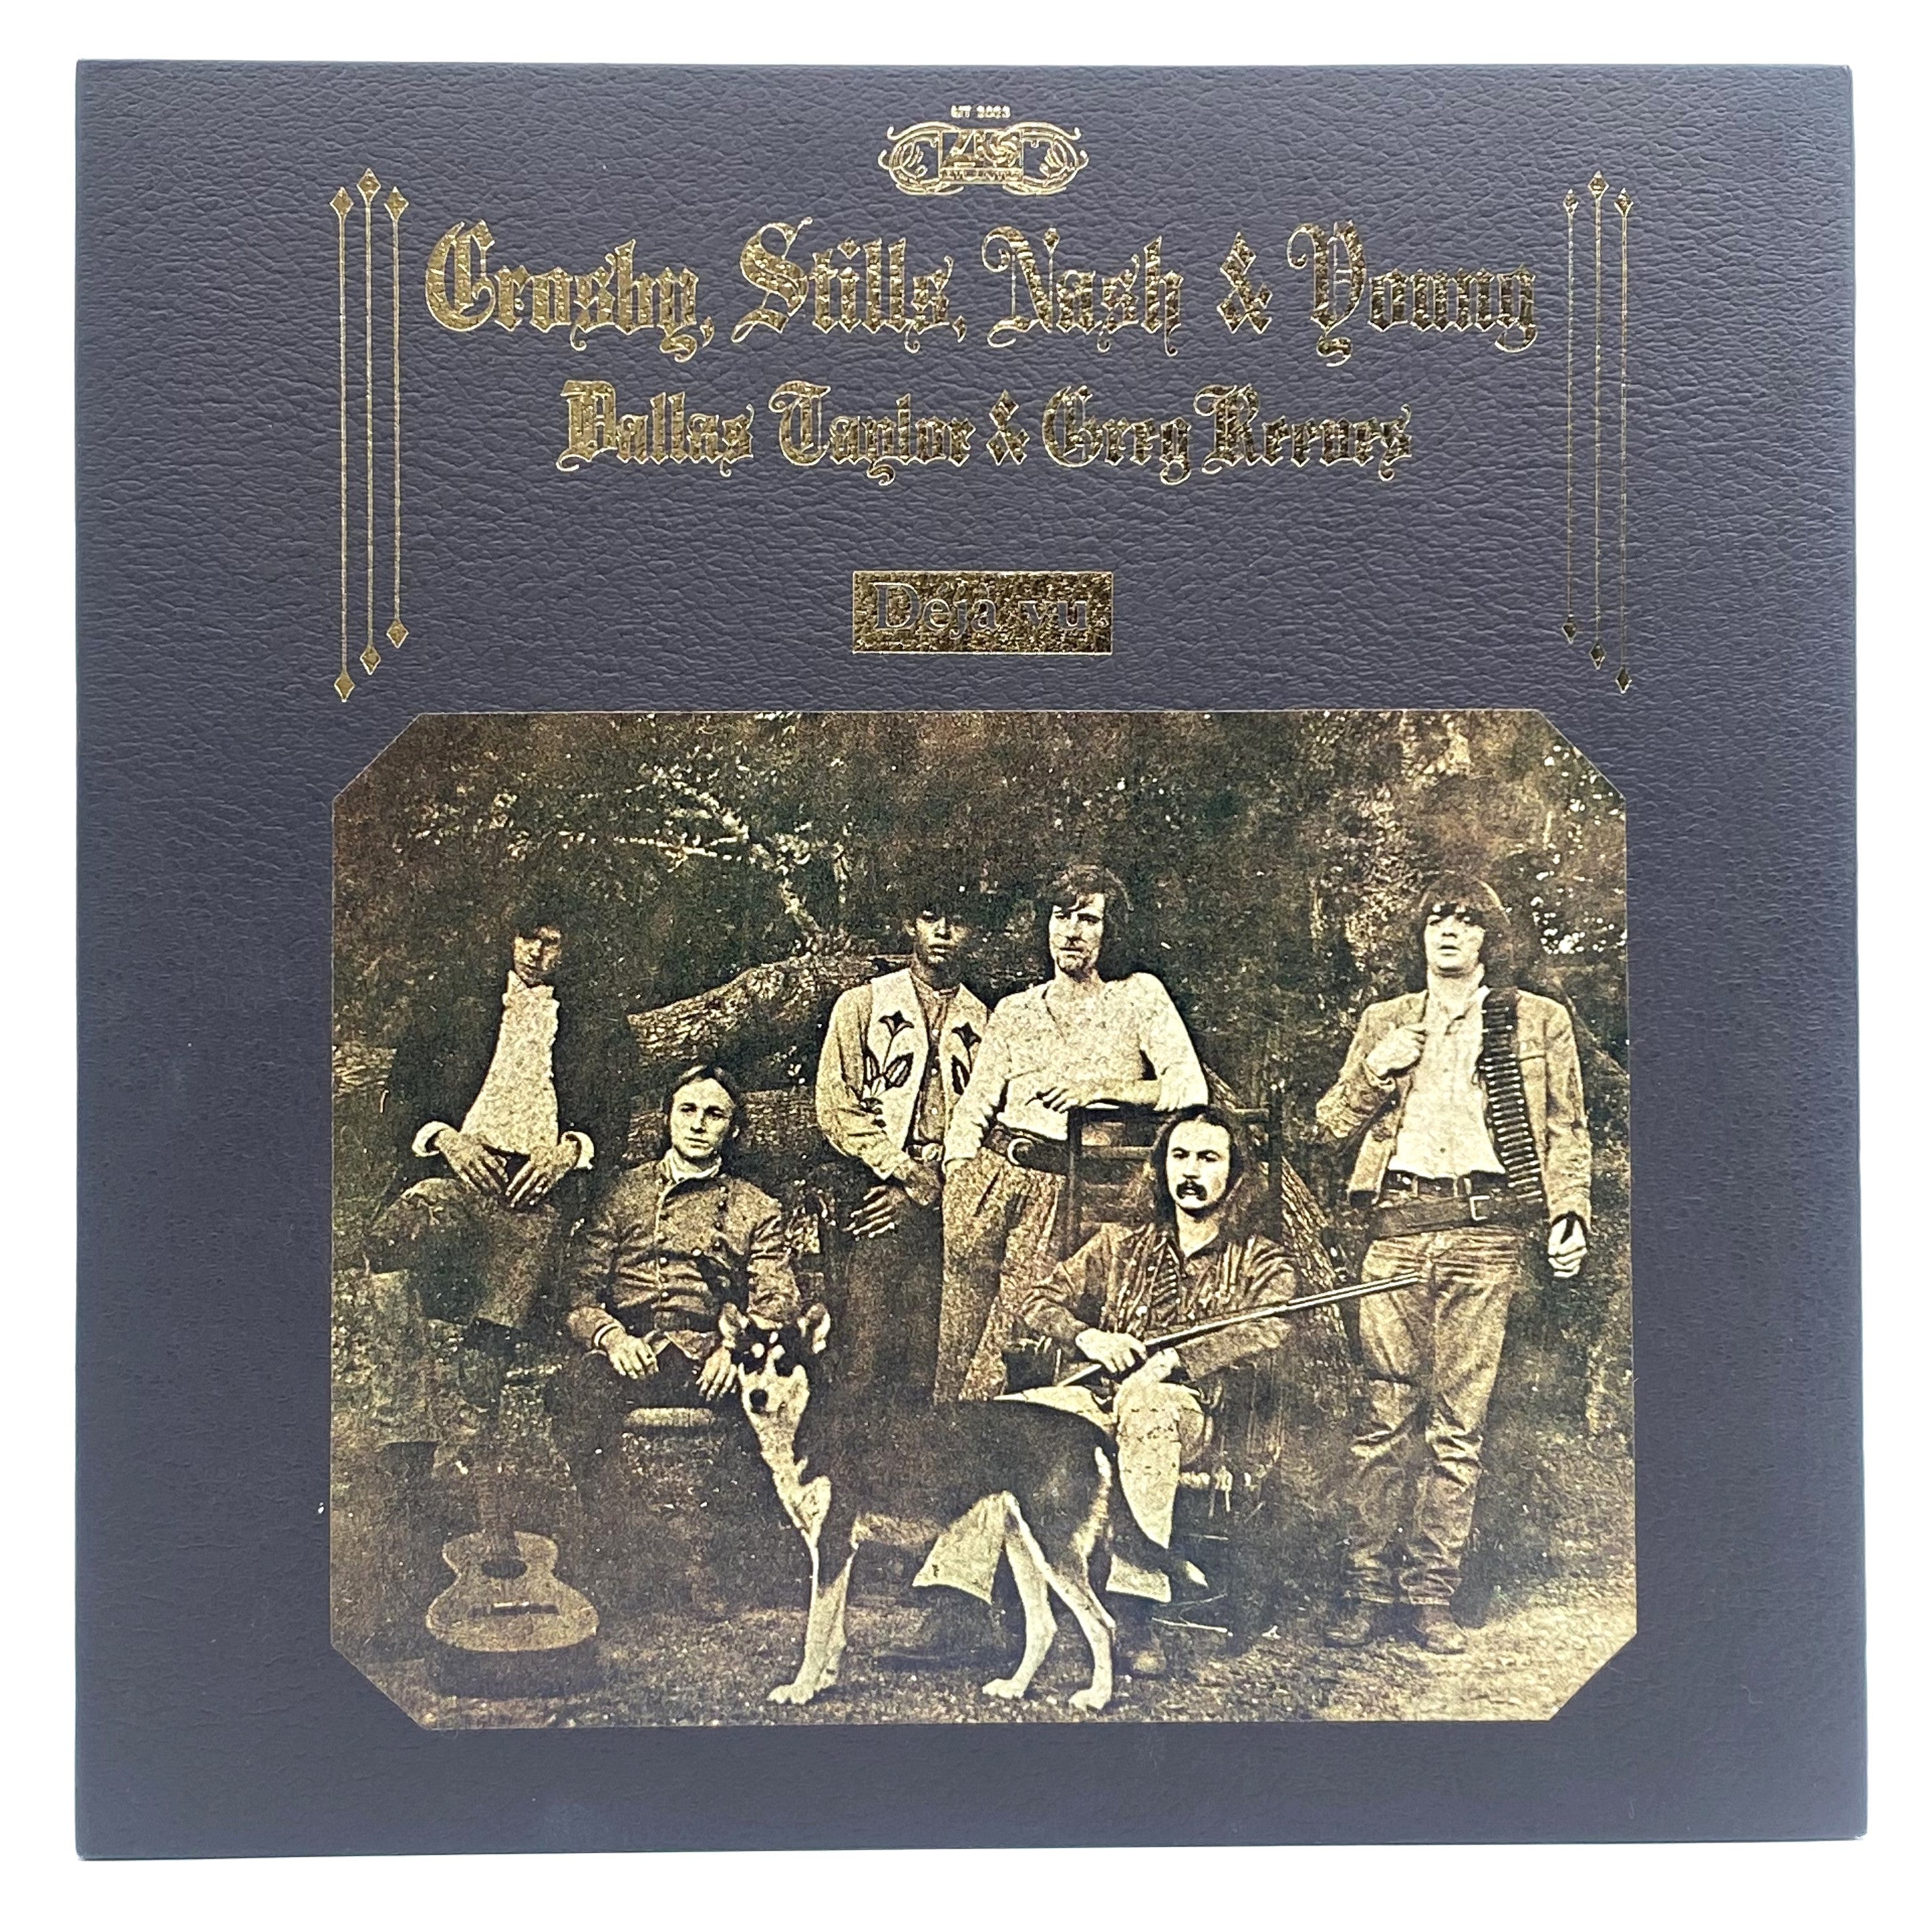 Crosby, Stills, Nash & Young
Dallas Taylor & Greg Reeves
Déjà vu